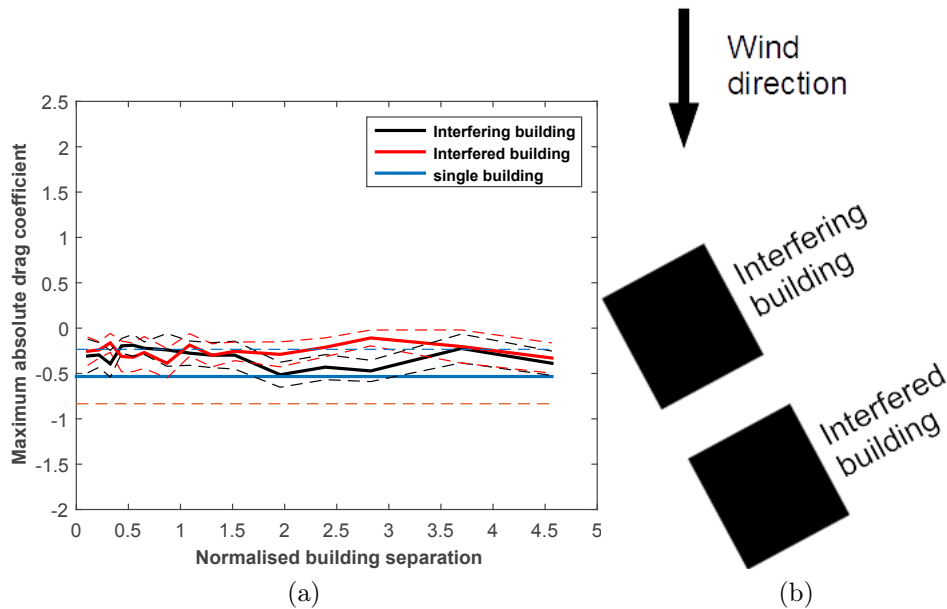 Wind
direction
2.5
2
1.5
1
0.5
0
-0.5
-1
-1.5
-2
Maximum absolute drag coefficient
Interfering building
Interfered building
single building
0 0.5 1 1.5 2 2.5 3 3.5 4 4.5 5
Normalised building separation
(a)
Interfering
building
Interfered
building
(b)